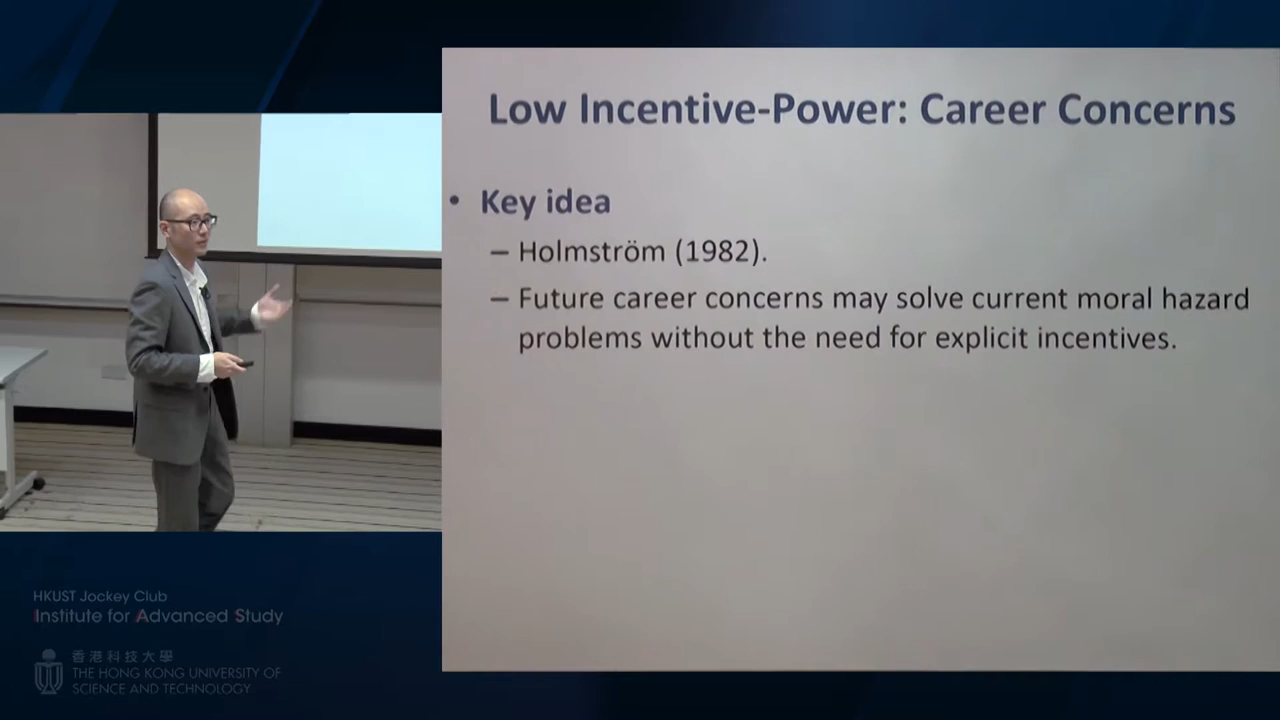 Low Incentive-Power: Career Concerns
• Key idea
– Holmström (1982).
– Future career concerns may solve current moral hazard
problems without the need for explicit incentives.
HKUST Jockey Club
Institute for Advanced Study
香港科技大學
THE HONG KONG UNIVERSITY OF
SCIENCE AND TECHNOLOGY